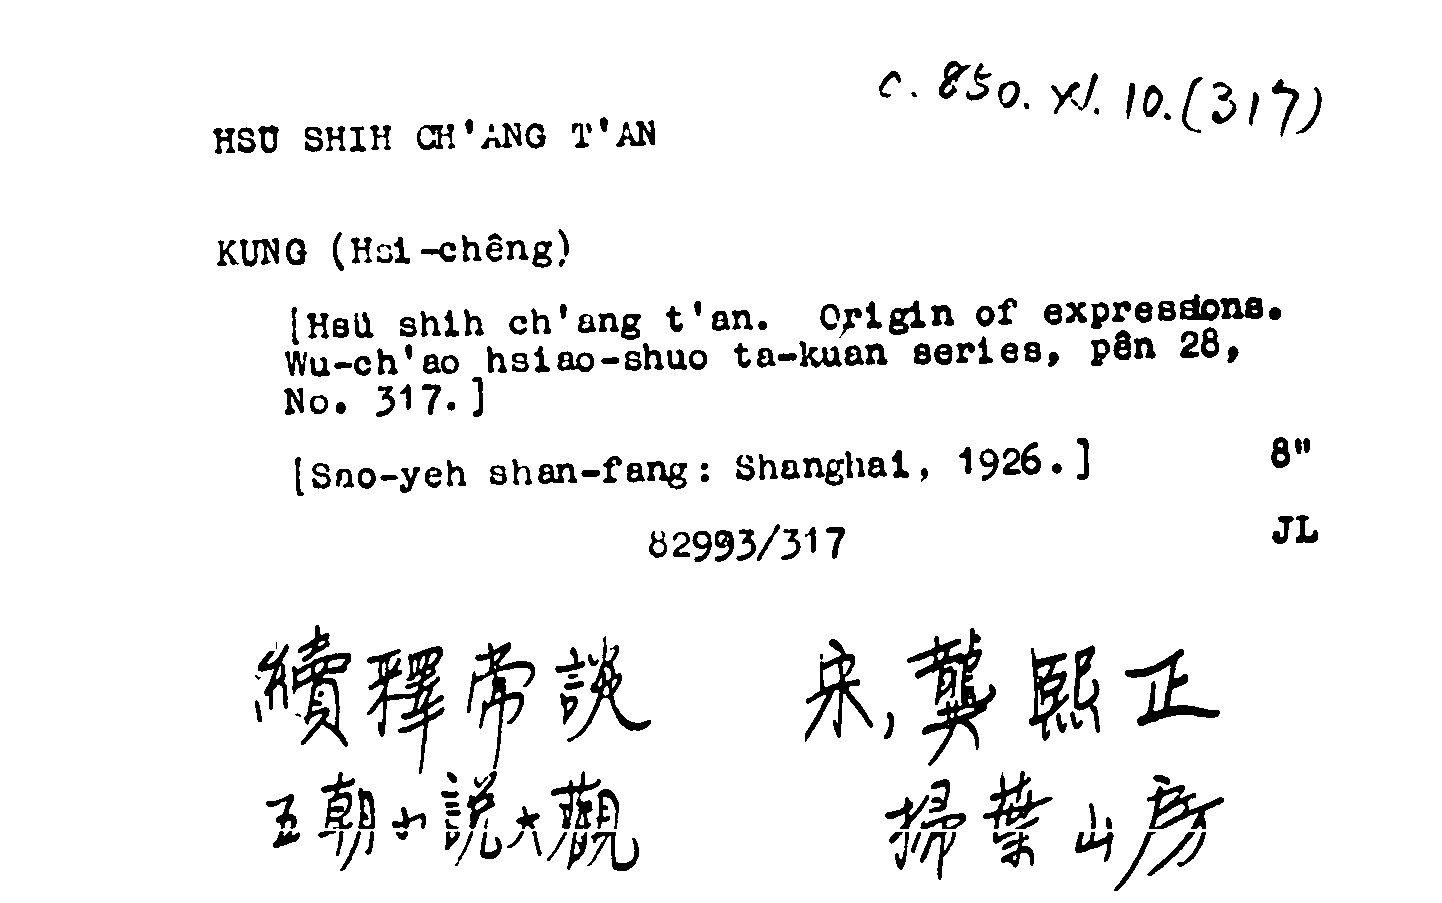 c. 850. xl. 10.(317)
HSÜ SHIH CH'ANG T'AN
KUNG (Hsi-chêng)
[Hsü shih ch'ang t'an. Origin of expressions.
Wu-ch'ao hsiao-shuo ta-kuan series, pên 28,
No. 317.]
[Sao-yeh shan-fang: Shanghai, 1926.] 8"
82993/317 JL
續釋常談 宋,龔熙正
五朝小説大觀 掃葉山房